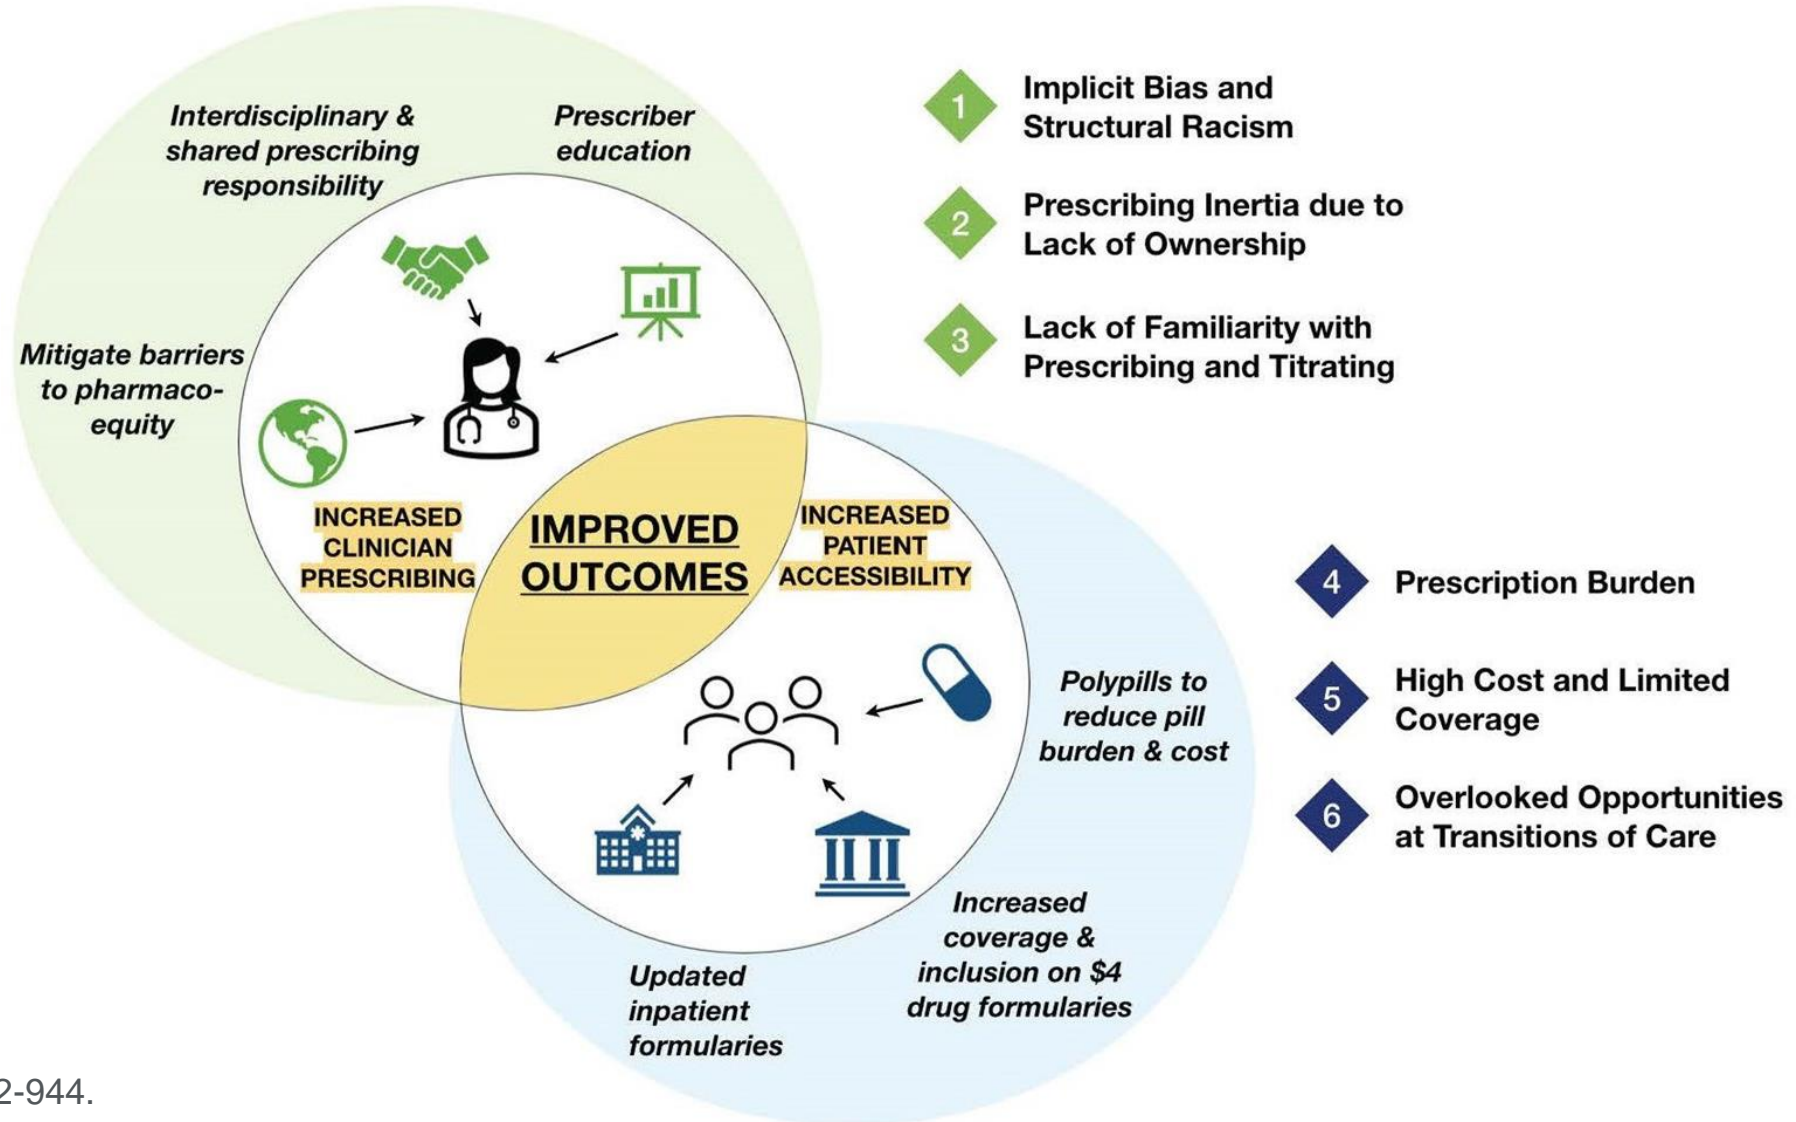 Interdisciplinary &
shared prescribing
responsibility
Prescriber
education
Mitigate barriers
to pharmaco-
equity
INCREASED
CLINICIAN
PRESCRIBING
IMPROVED
OUTCOMES
INCREASED
PATIENT
ACCESSIBILITY
Polypills to
reduce pill
burden & cost
Increased
coverage &
inclusion on $4
drug formularies
Updated
inpatient
formularies
1
Implicit Bias and
Structural Racism
2
Prescribing Inertia due to
Lack of Ownership
3
Lack of Familiarity with
Prescribing and Titrating
4
Prescription Burden
5
High Cost and Limited
Coverage
6
Overlooked Opportunities
at Transitions of Care
2-944.